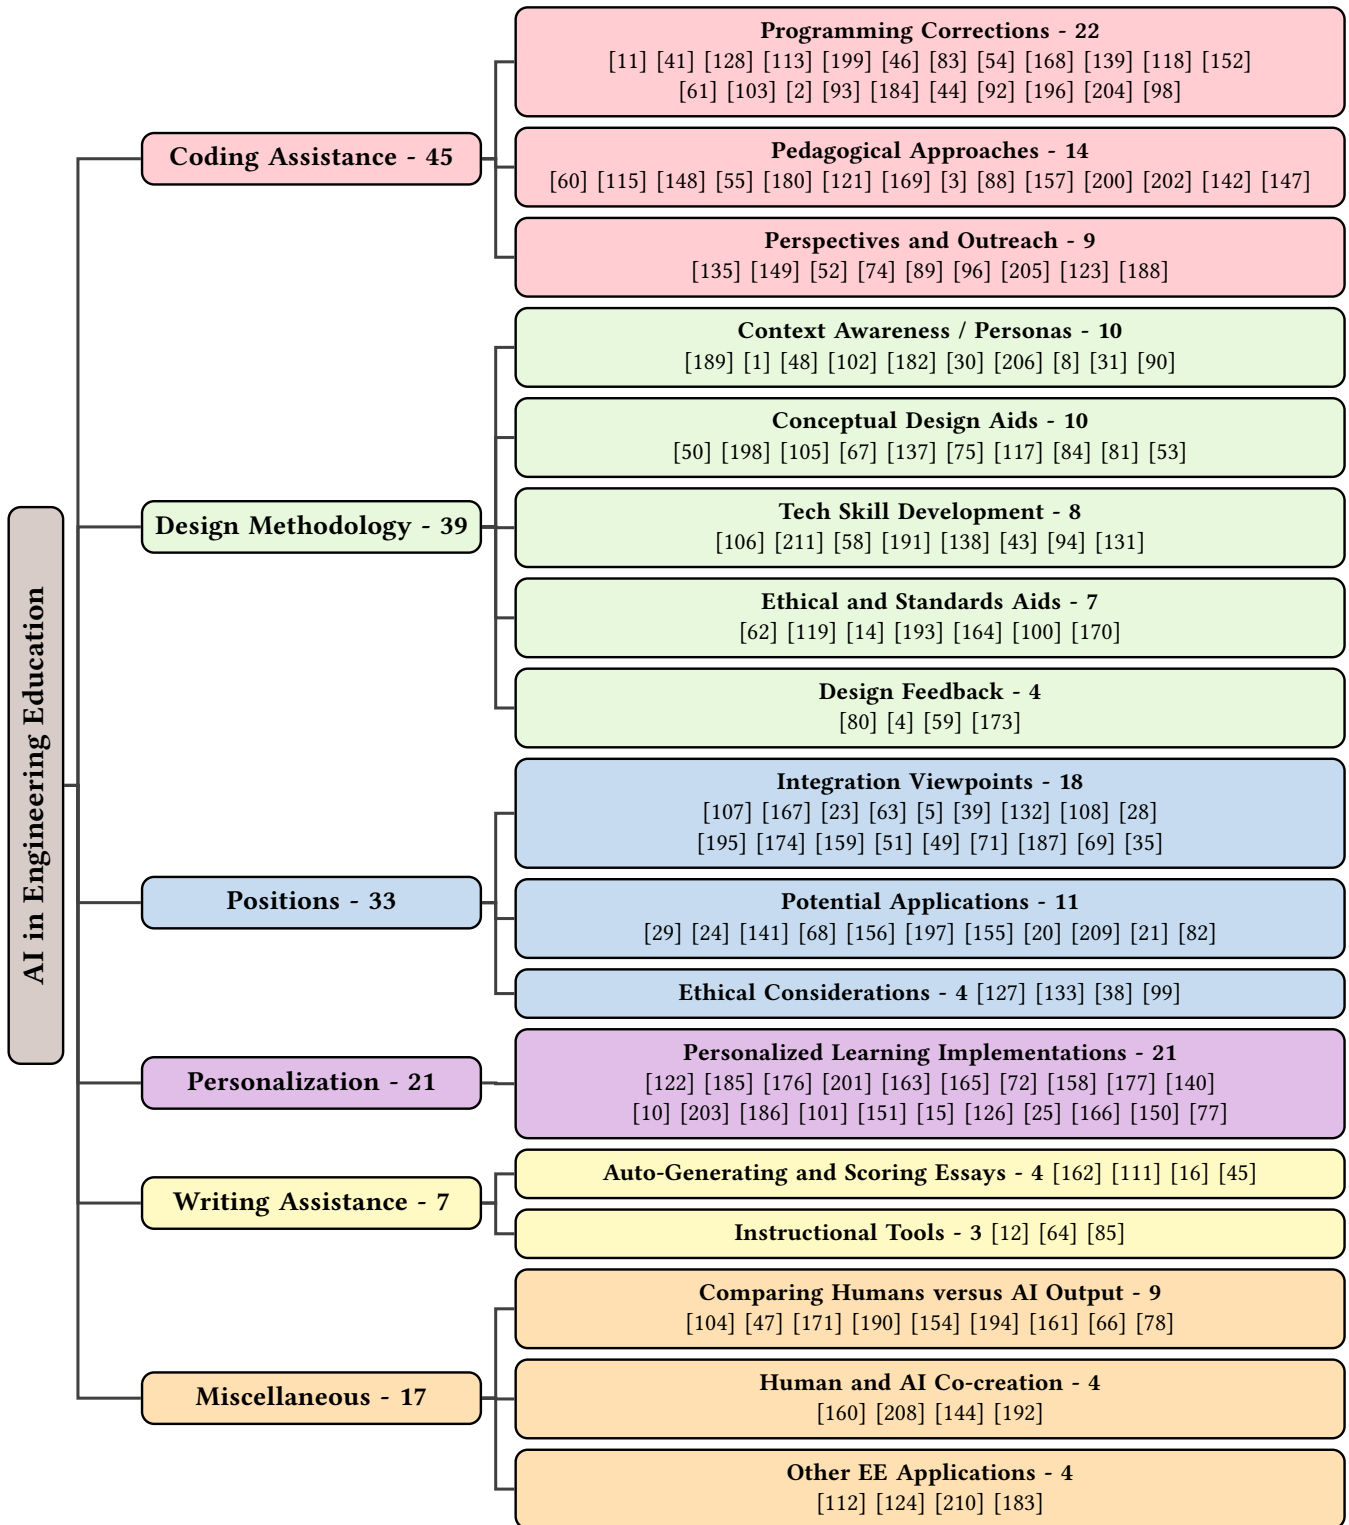 AI in Engineering Education
Coding Assistance - 45
Programming Corrections - 22
[11] [41] [128] [113] [199] [46] [83] [54] [168] [139] [118] [152]
[61] [103] [2] [93] [184] [44] [92] [196] [204] [98]
Pedagogical Approaches - 14
[60] [115] [148] [55] [180] [121] [169] [3] [88] [157] [200] [202] [142] [147]
Perspectives and Outreach - 9
[135] [149] [52] [74] [89] [96] [205] [123] [188]
Design Methodology - 39
Context Awareness / Personas - 10
[189] [1] [48] [102] [182] [30] [206] [8] [31] [90]
Conceptual Design Aids - 10
[50] [198] [105] [67] [137] [75] [117] [84] [81] [53]
Tech Skill Development - 8
[106] [211] [58] [191] [138] [43] [94] [131]
Ethical and Standards Aids - 7
[62] [119] [14] [193] [164] [100] [170]
Design Feedback - 4
[80] [4] [59] [173]
Positions - 33
Integration Viewpoints - 18
[107] [167] [23] [63] [5] [39] [132] [108] [28]
[195] [174] [159] [51] [49] [71] [187] [69] [35]
Potential Applications - 11
[29] [24] [141] [68] [156] [197] [155] [20] [209] [21] [82]
Ethical Considerations - 4 [127] [133] [38] [99]
Personalization - 21
Personalized Learning Implementations - 21
[122] [185] [176] [201] [163] [165] [72] [158] [177] [140]
[10] [203] [186] [101] [151] [15] [126] [25] [166] [150] [77]
Writing Assistance - 7
Auto-Generating and Scoring Essays - 4 [162] [111] [16] [45]
Instructional Tools - 3 [12] [64] [85]
Miscellaneous - 17
Comparing Humans versus AI Output - 9
[104] [47] [171] [190] [154] [194] [161] [66] [78]
Human and AI Co-creation - 4
[160] [208] [144] [192]
Other EE Applications - 4
[112] [124] [210] [183]